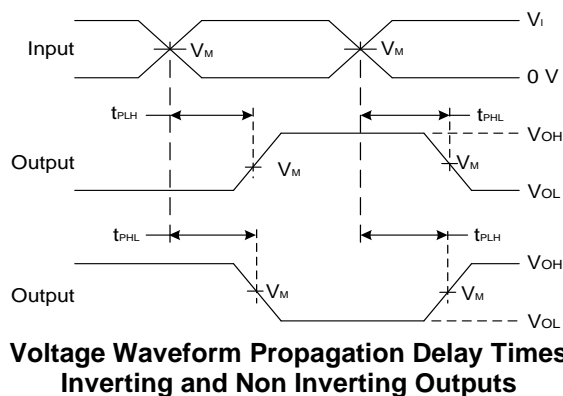 VI
Input VM VM
0 V
tPLH tPHL
VOH
Output VM VM
VOL
tPHL tPLH
VOH
Output VM VM
VOL
Voltage Waveform Propagation Delay Times
Inverting and Non Inverting Outputs